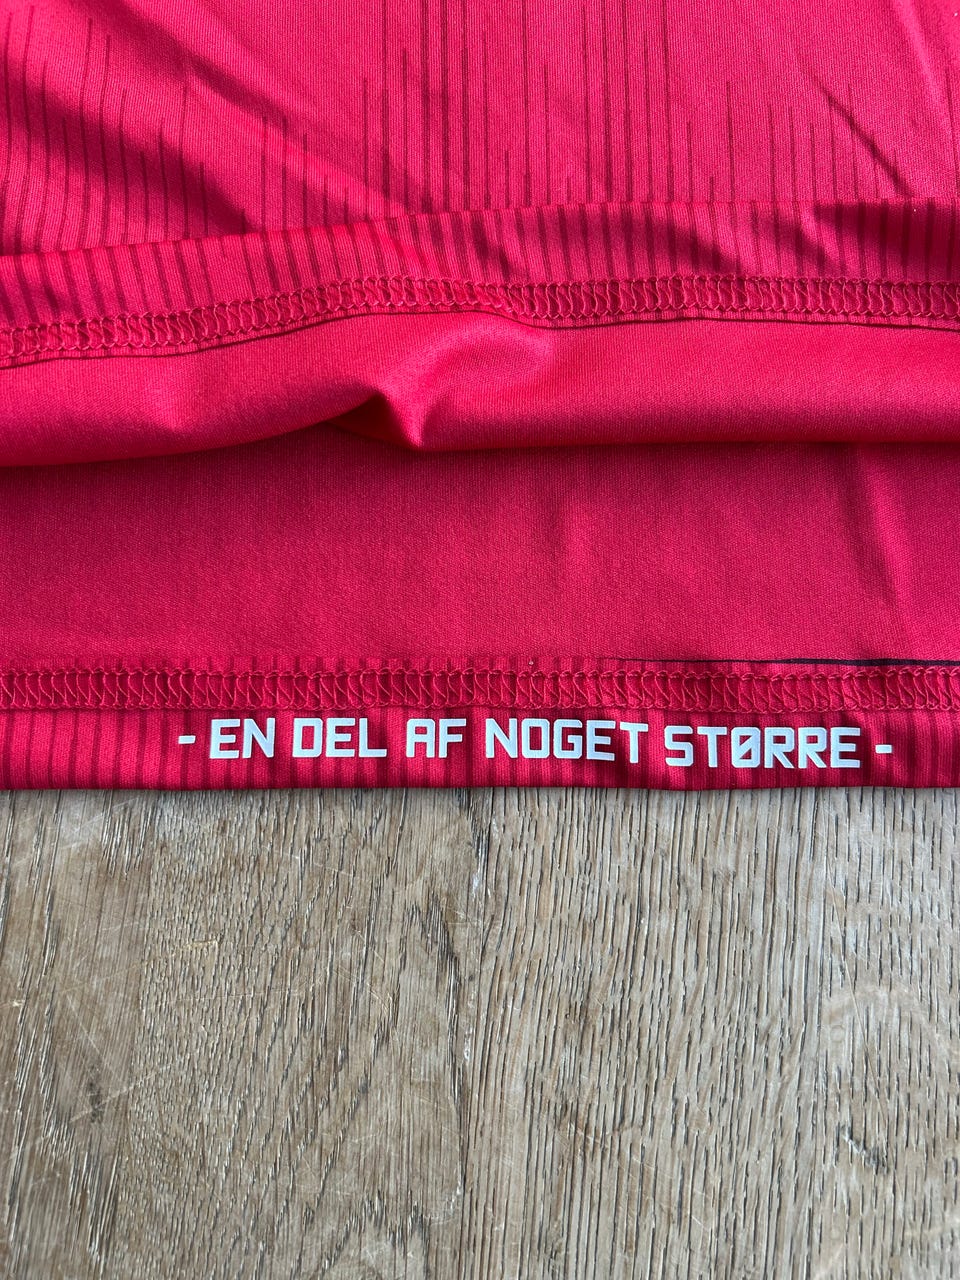 - EN DEL AF NOGET STØRRE -